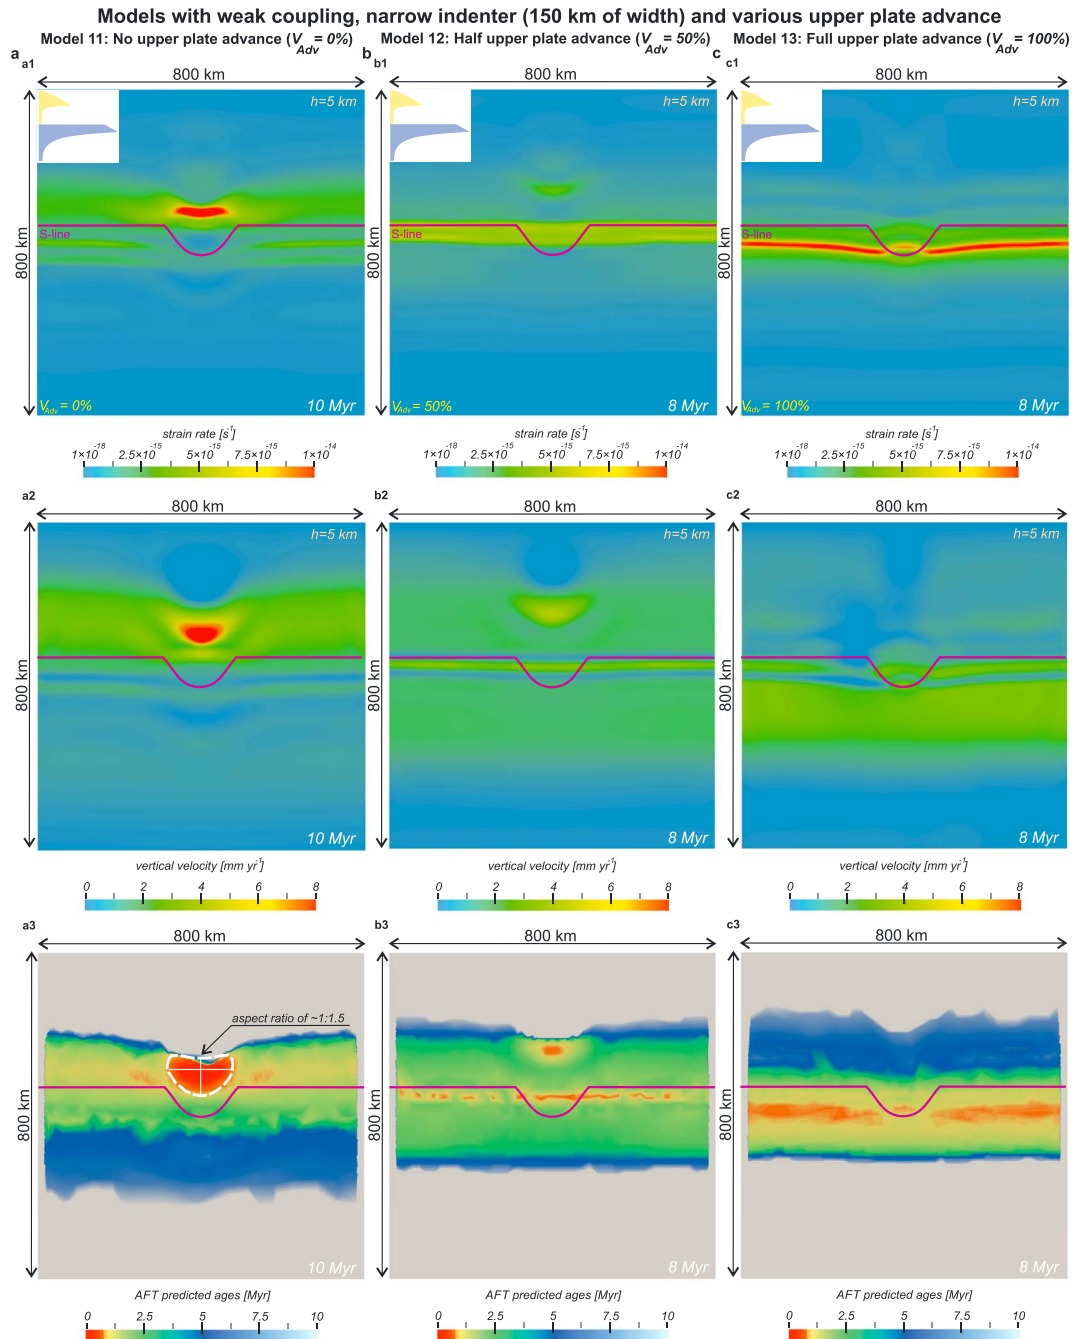 Models with weak coupling, narrow indenter (150 km of width) and various upper plate advance
a Model 11: No upper plate advance (V_Adv = 0%)
b Model 12: Half upper plate advance (V_Adv = 50%)
c Model 13: Full upper plate advance (V_Adv = 100%)
a1 800 km
b1 800 km
c1 800 km
h=5 km
h=5 km
h=5 km
S-line
S-line
S-line
800 km
800 km
800 km
V_Adv = 0% 10 Myr
V_Adv = 50% 8 Myr
V_Adv = 100% 8 Myr
strain rate [s⁻¹]
strain rate [s⁻¹]
strain rate [s⁻¹]
1×10⁻¹⁸ 2.5×10⁻¹⁵ 5×10⁻¹⁵ 7.5×10⁻¹⁵ 1×10⁻¹⁴
1×10⁻¹⁸ 2.5×10⁻¹⁵ 5×10⁻¹⁵ 7.5×10⁻¹⁵ 1×10⁻¹⁴
1×10⁻¹⁸ 2.5×10⁻¹⁵ 5×10⁻¹⁵ 7.5×10⁻¹⁵ 1×10⁻¹⁴
a2 800 km
b2 800 km
c2 800 km
h=5 km
h=5 km
h=5 km
800 km
800 km
800 km
10 Myr
8 Myr
8 Myr
vertical velocity [mm yr⁻¹]
vertical velocity [mm yr⁻¹]
vertical velocity [mm yr⁻¹]
0 2 4 6 8
0 2 4 6 8
0 2 4 6 8
a3 800 km
b3 800 km
c3 800 km
aspect ratio of ~1:1.5
800 km
800 km
800 km
10 Myr
8 Myr
8 Myr
AFT predicted ages [Myr]
AFT predicted ages [Myr]
AFT predicted ages [Myr]
0 2.5 5 7.5 10
0 2.5 5 7.5 10
0 2.5 5 7.5 10